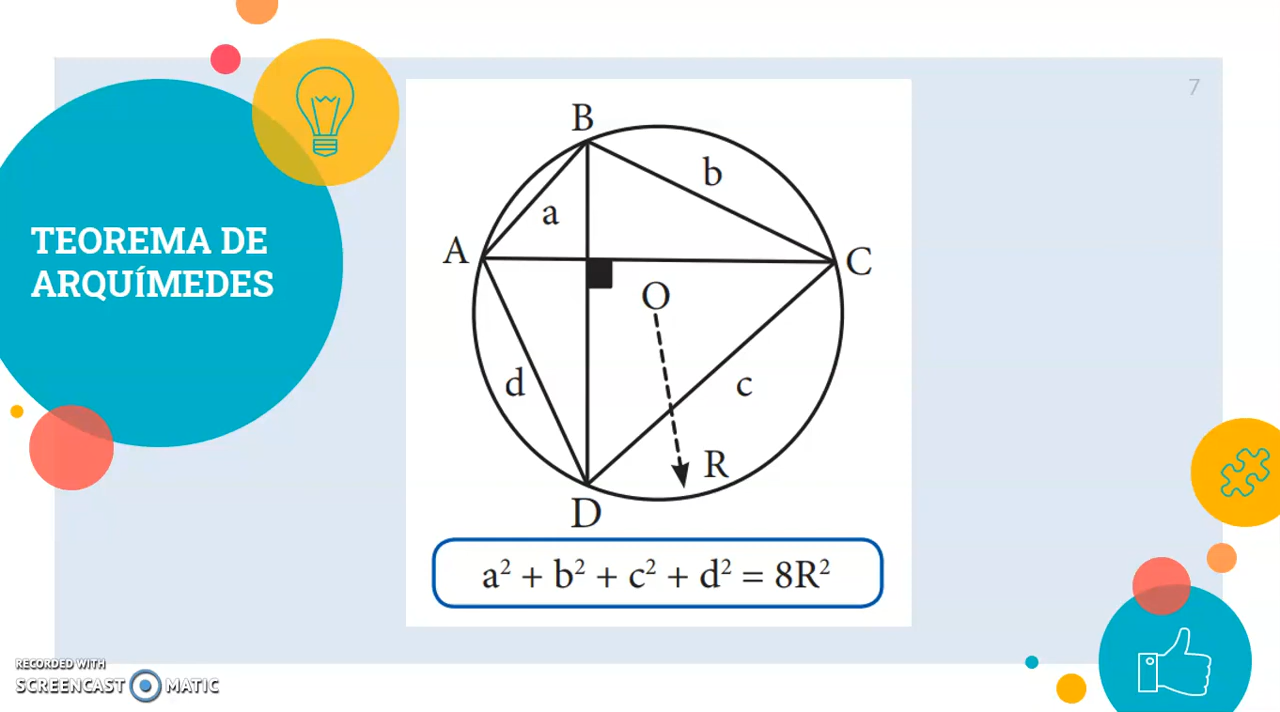 7
TEOREMA DE
ARQUÍMEDES
B
b
a
A
C
O
d
c
R
D
a² + b² + c² + d² = 8R²
RECORDED WITH
SCREENCAST MATIC